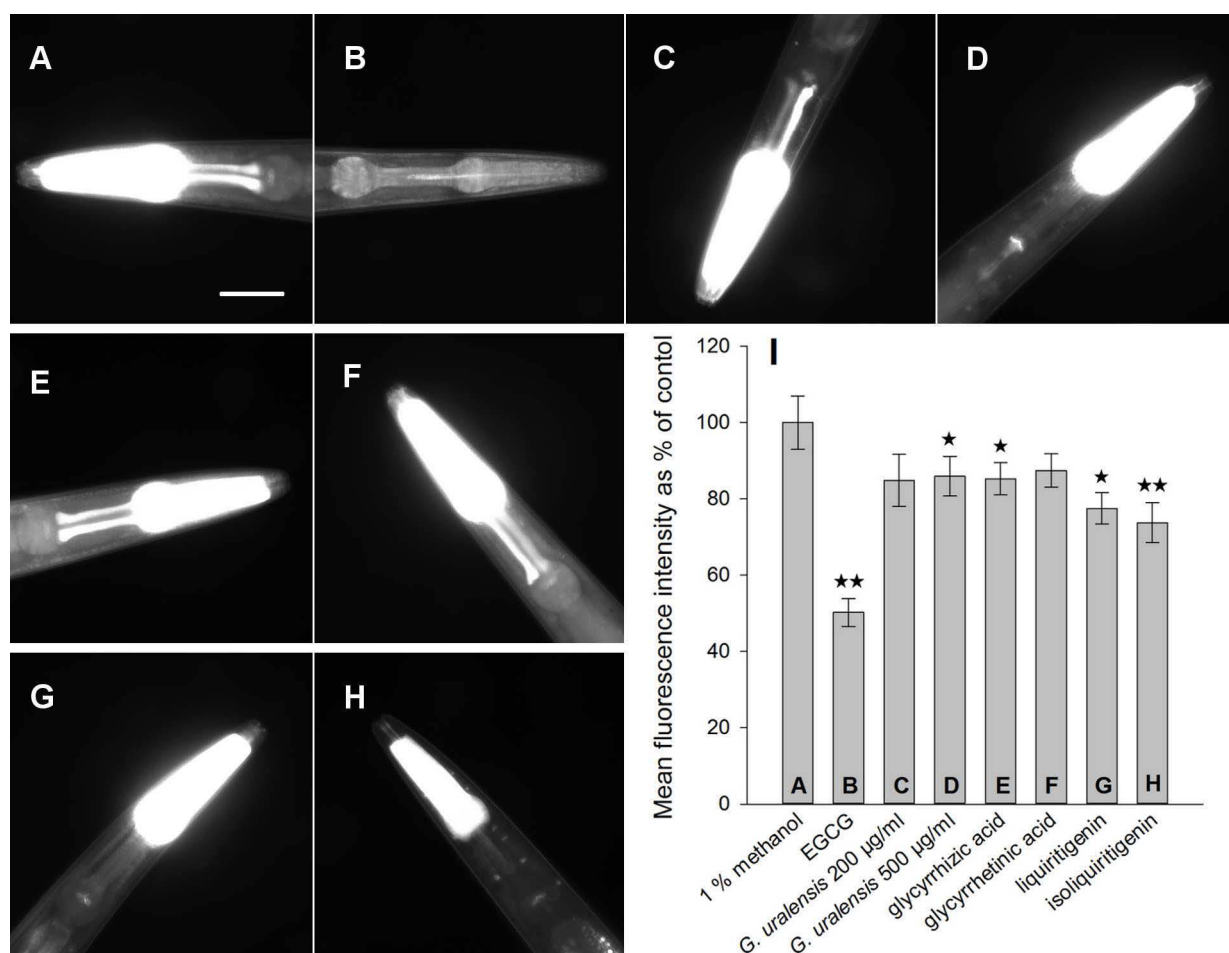 A
B
C
D
E
F
G
H
I
Mean fluorescence intensity as % of contol
120
100
80
60
40
20
0
★★
★
★
★
★★
A
B
C
D
E
F
G
H
1 % methanol
EGCG
G. uralensis 200 µg/ml
G. uralensis 500 µg/ml
glycyrrhizic acid
glycyrrhetinic acid
liquiritigenin
isoliquiritigenin